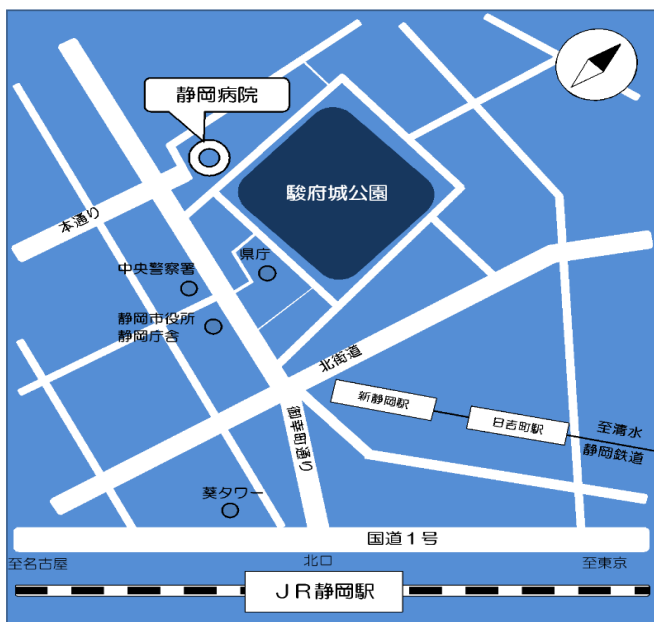 静岡病院
駿府城公園
本通り
県庁
中央警察署
静岡市役所
静岡庁舎
北街道
新静岡駅
日吉町駅
至清水
静岡鉄道
御幸町通り
葵タワー
国道1号
至名古屋
北口
至東京
JR静岡駅